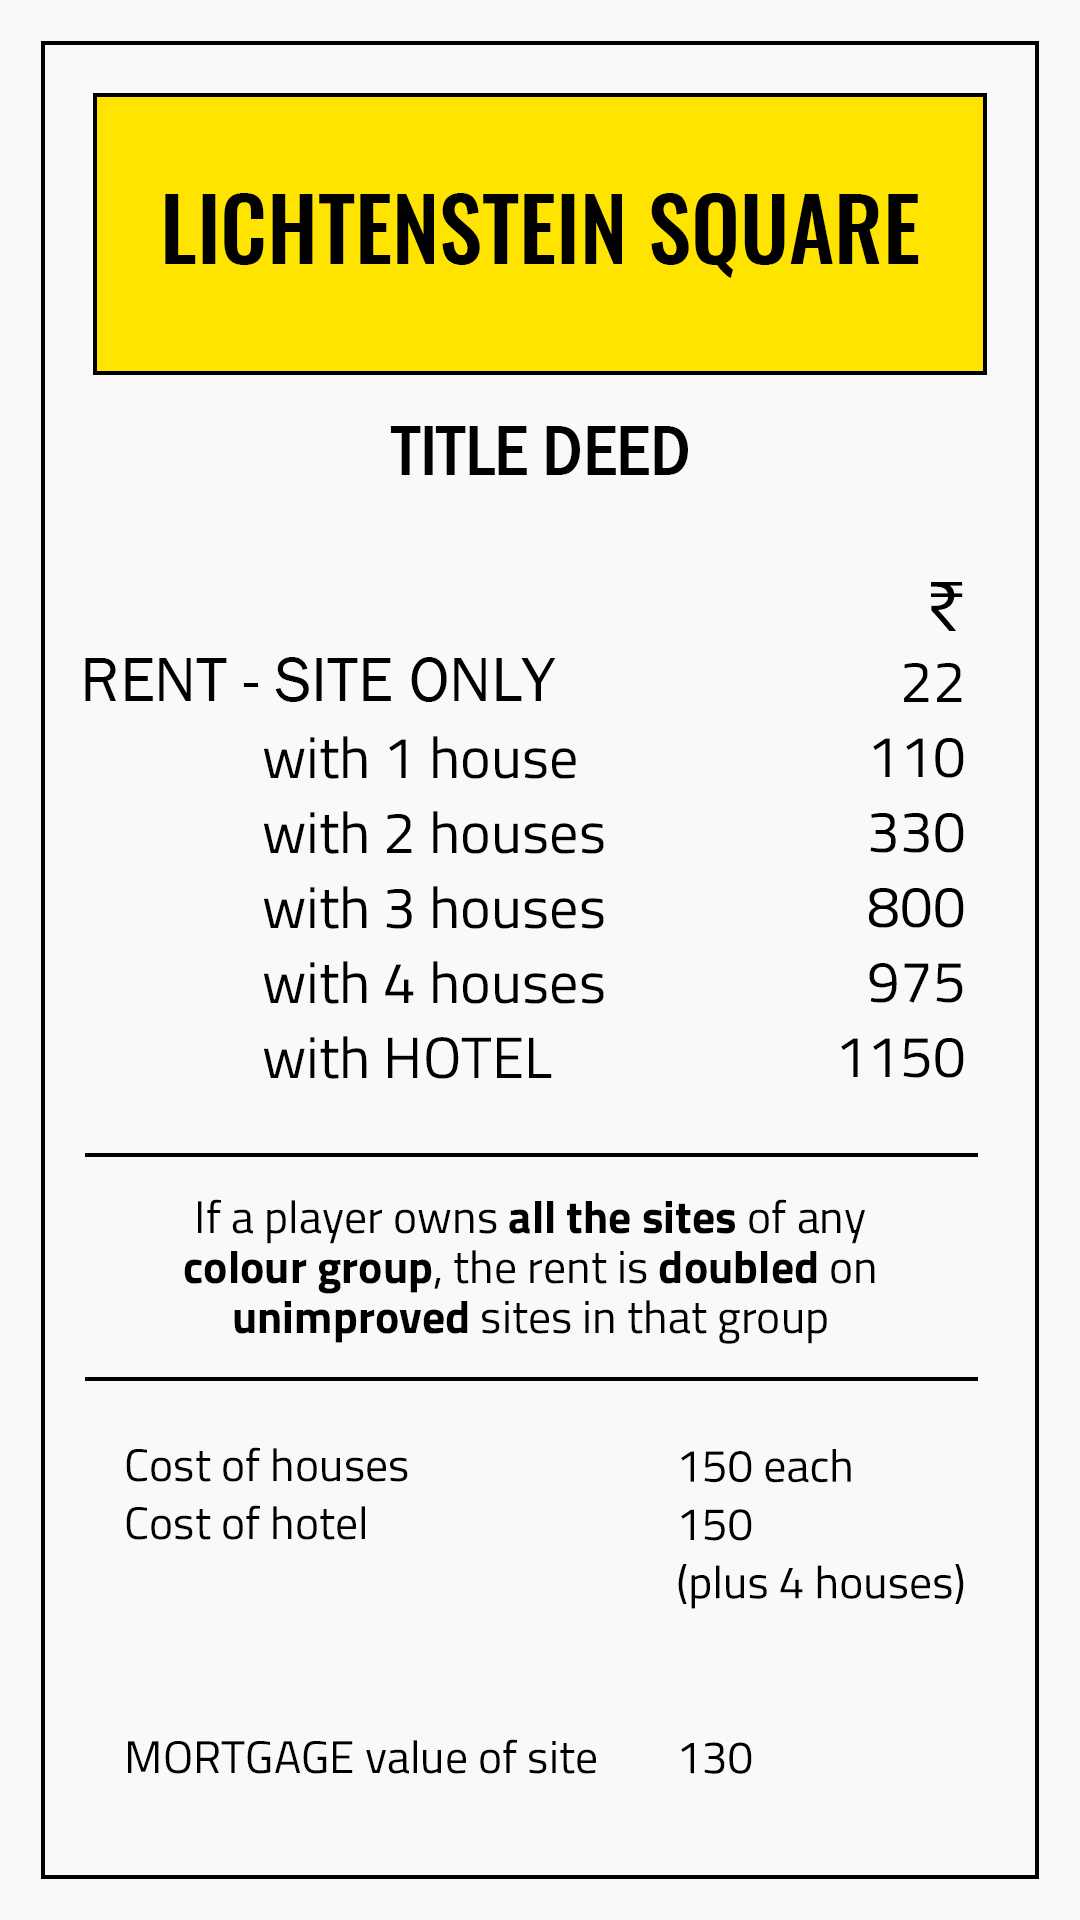 LICHTENSTEIN SQUARE
TITLE DEED
₹
RENT - SITE ONLY 22
with 1 house 110
with 2 houses 330
with 3 houses 800
with 4 houses 975
with HOTEL 1150
If a player owns all the sites of any
colour group, the rent is doubled on
unimproved sites in that group
Cost of houses 150 each
Cost of hotel 150
(plus 4 houses)
MORTGAGE value of site 130